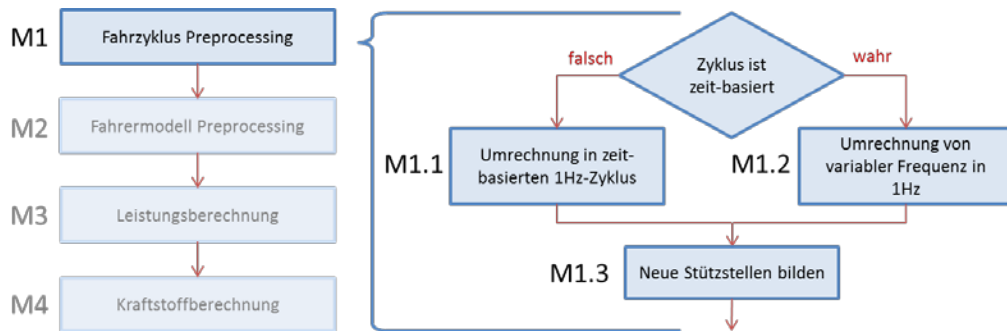 M1
Fahrzyklus Preprocessing
M2
Fahrermodell Preprocessing
M3
Leistungsberechnung
M4
Kraftstoffberechnung
Zyklus ist
zeit-basiert
falsch
wahr
M1.1
Umrechnung in zeit-
basierten 1Hz-Zyklus
M1.2
Umrechnung von
variabler Frequenz in
1Hz
M1.3
Neue Stützstellen bilden